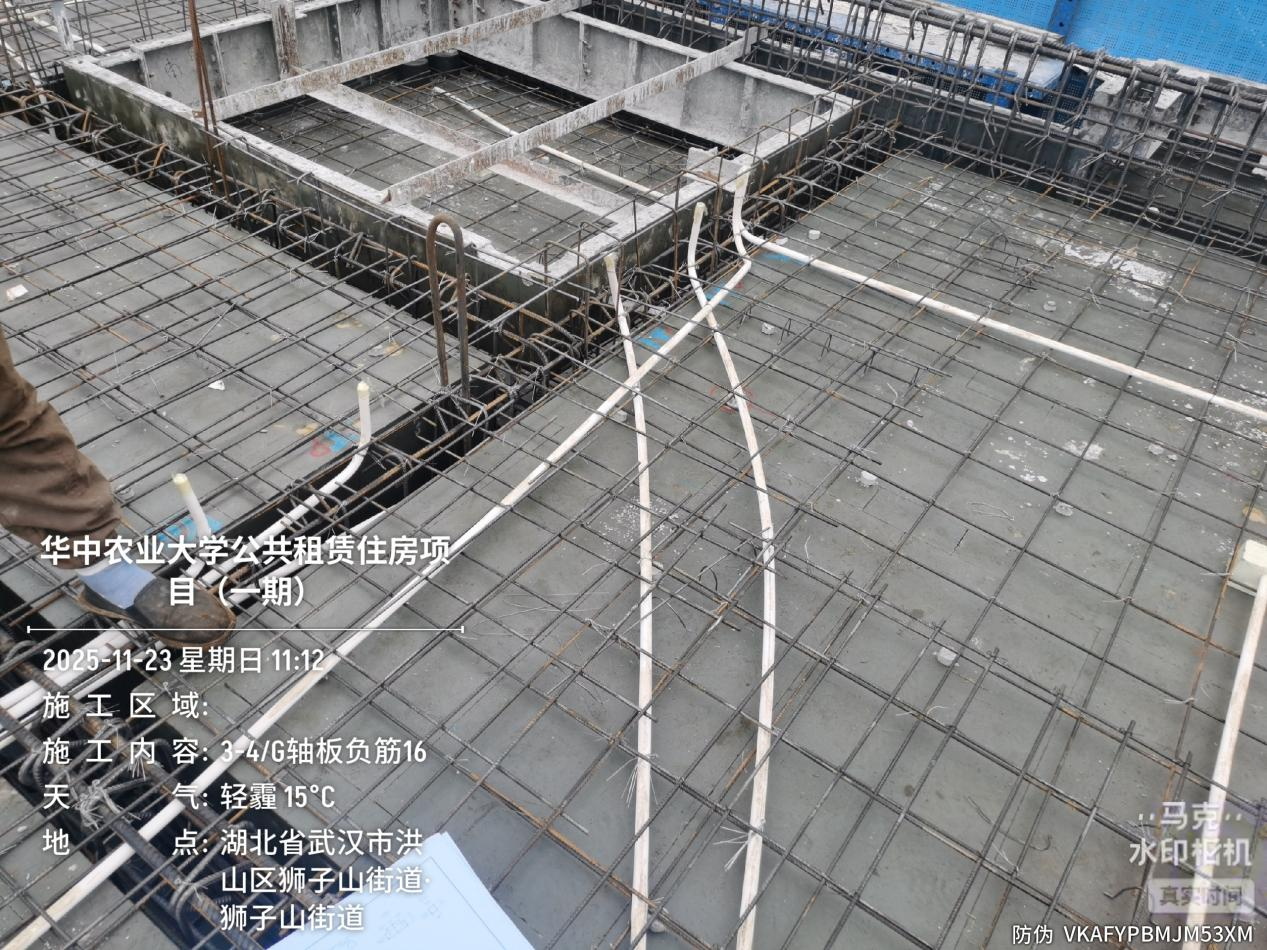 华中农业大学公共租赁住房项
目（一期）
2025-11-23 星期日 11:12
施工区域:
施工内容: 3-4/G轴板负筋16
天气: 轻霾 15°C
地点: 湖北省武汉市洪
山区狮子山街道·
狮子山街道
马克
水印相机
真实时间
防伪 VKAFYPBMJM53XM